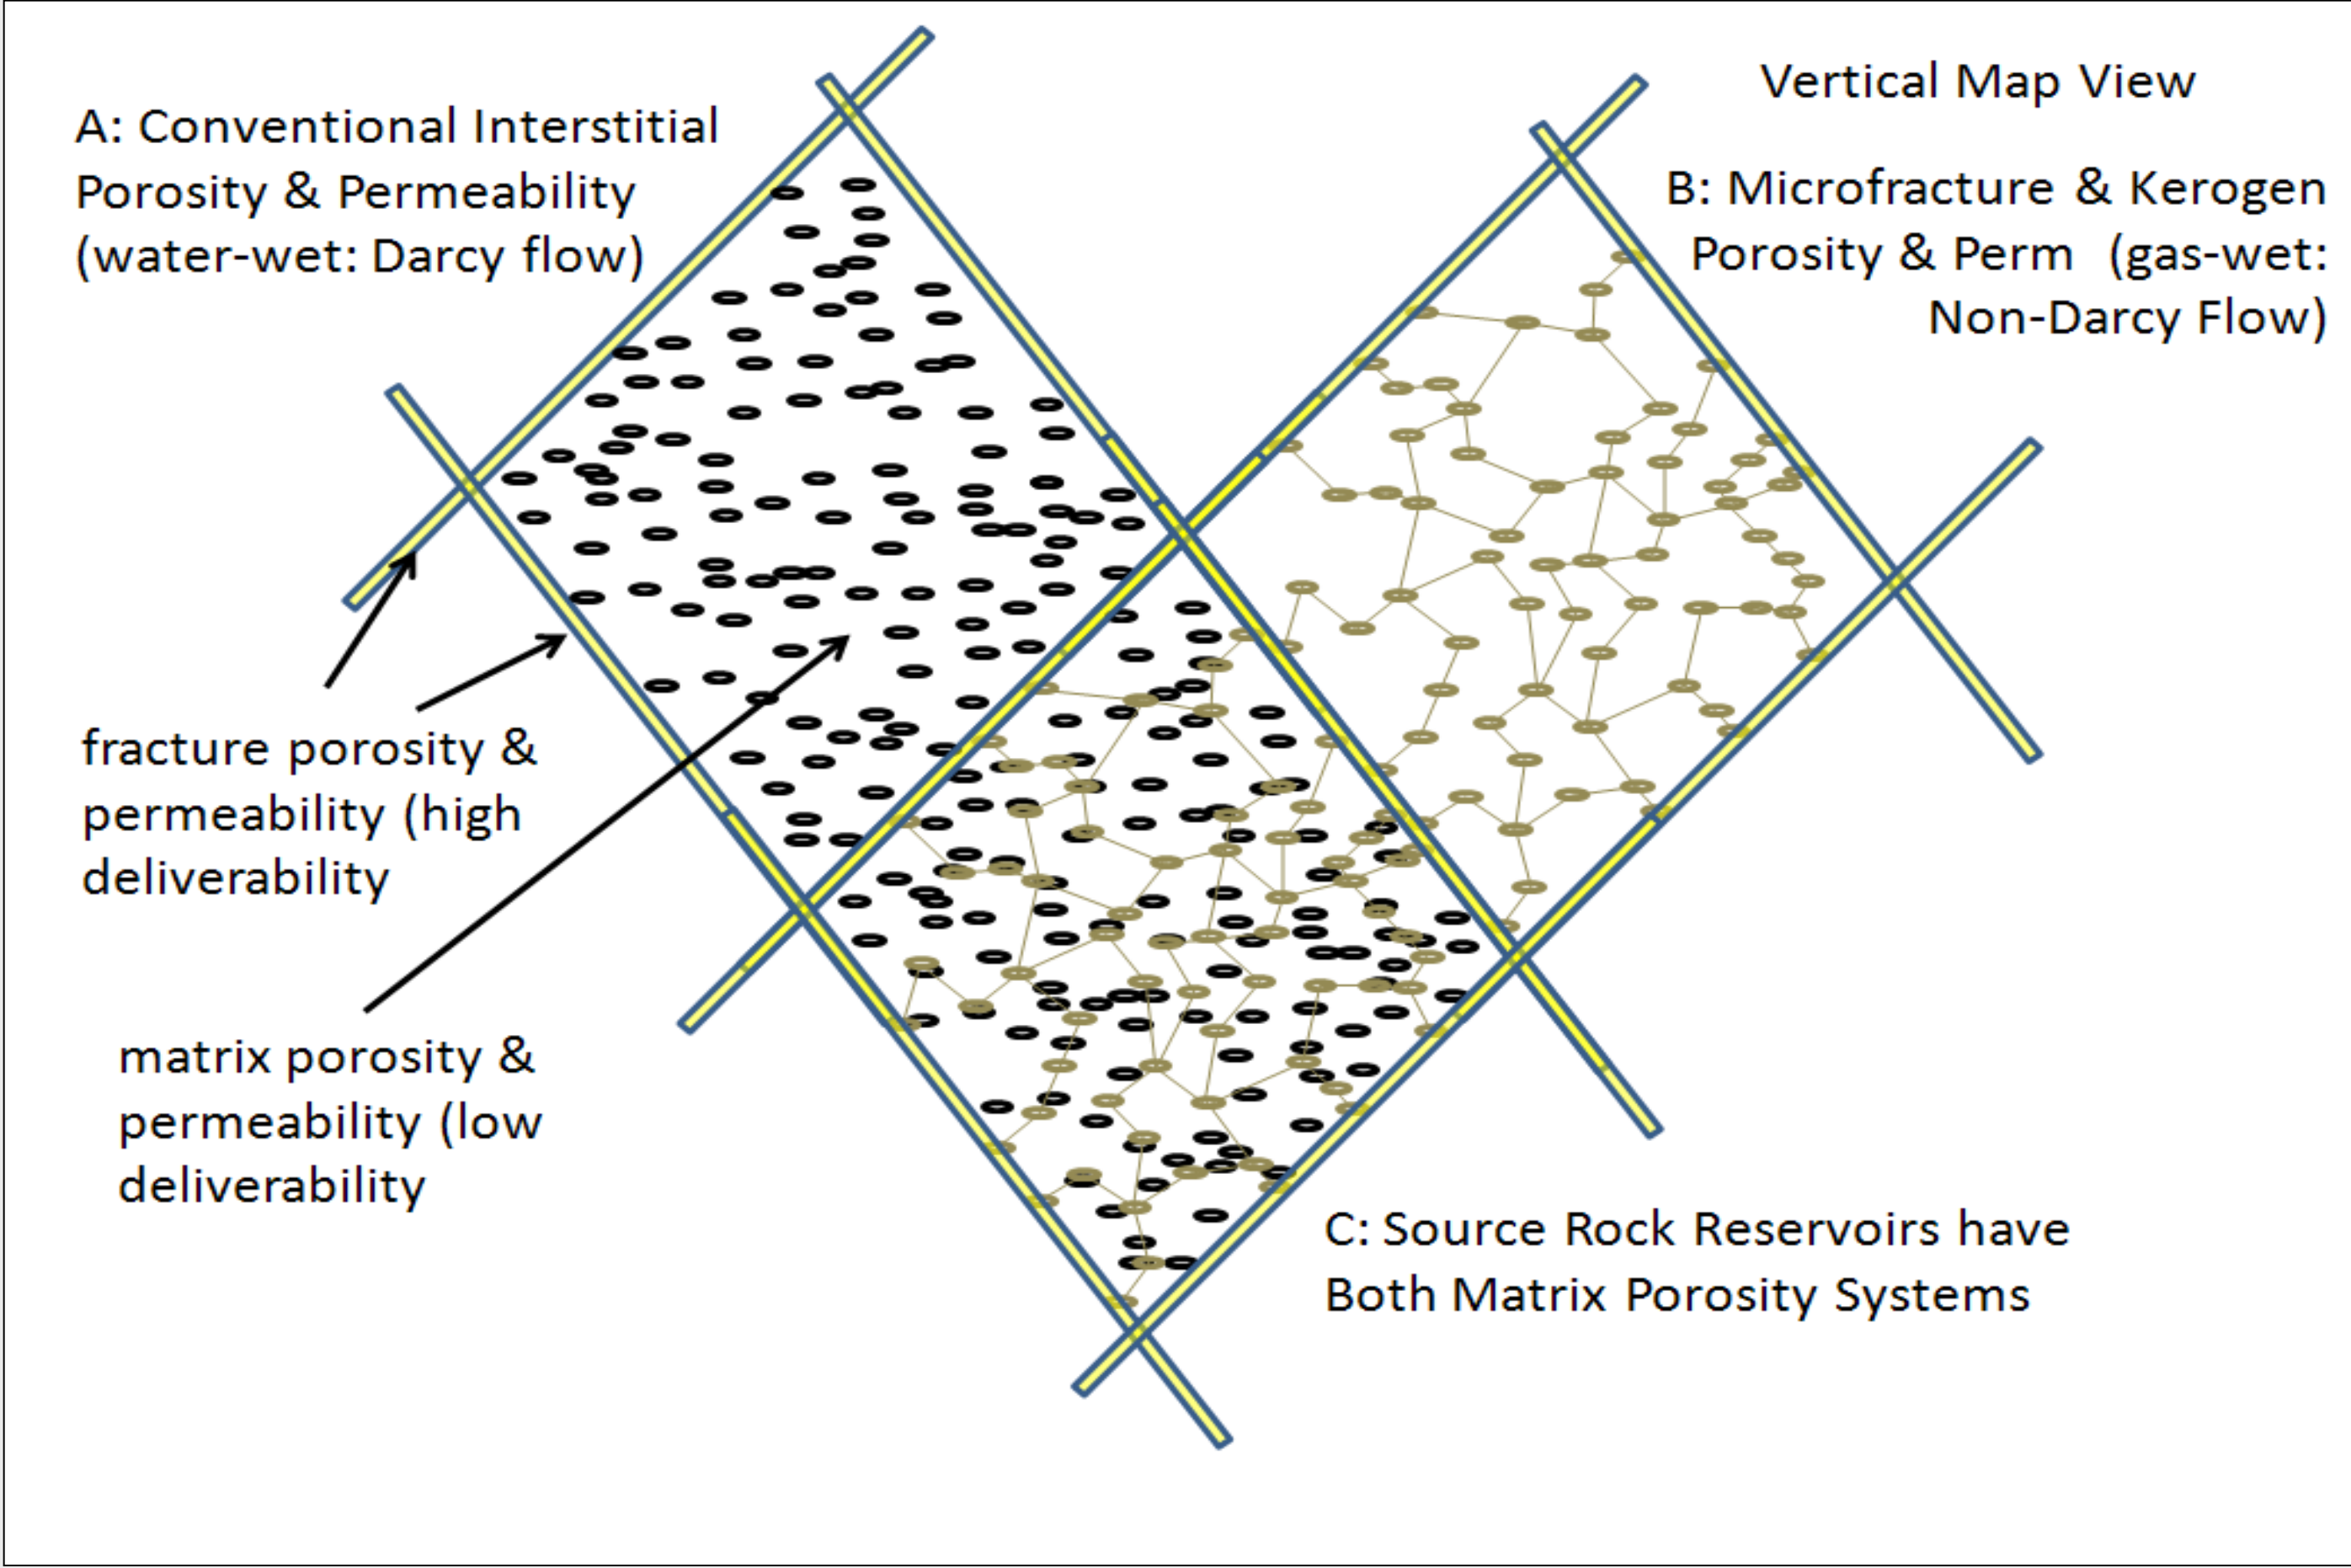 A: Conventional Interstitial
Porosity & Permeability
(water-wet: Darcy flow)
Vertical Map View
B: Microfracture & Kerogen
Porosity & Perm (gas-wet:
Non-Darcy Flow)
fracture porosity &
permeability (high
deliverability
matrix porosity &
permeability (low
deliverability
C: Source Rock Reservoirs have
Both Matrix Porosity Systems